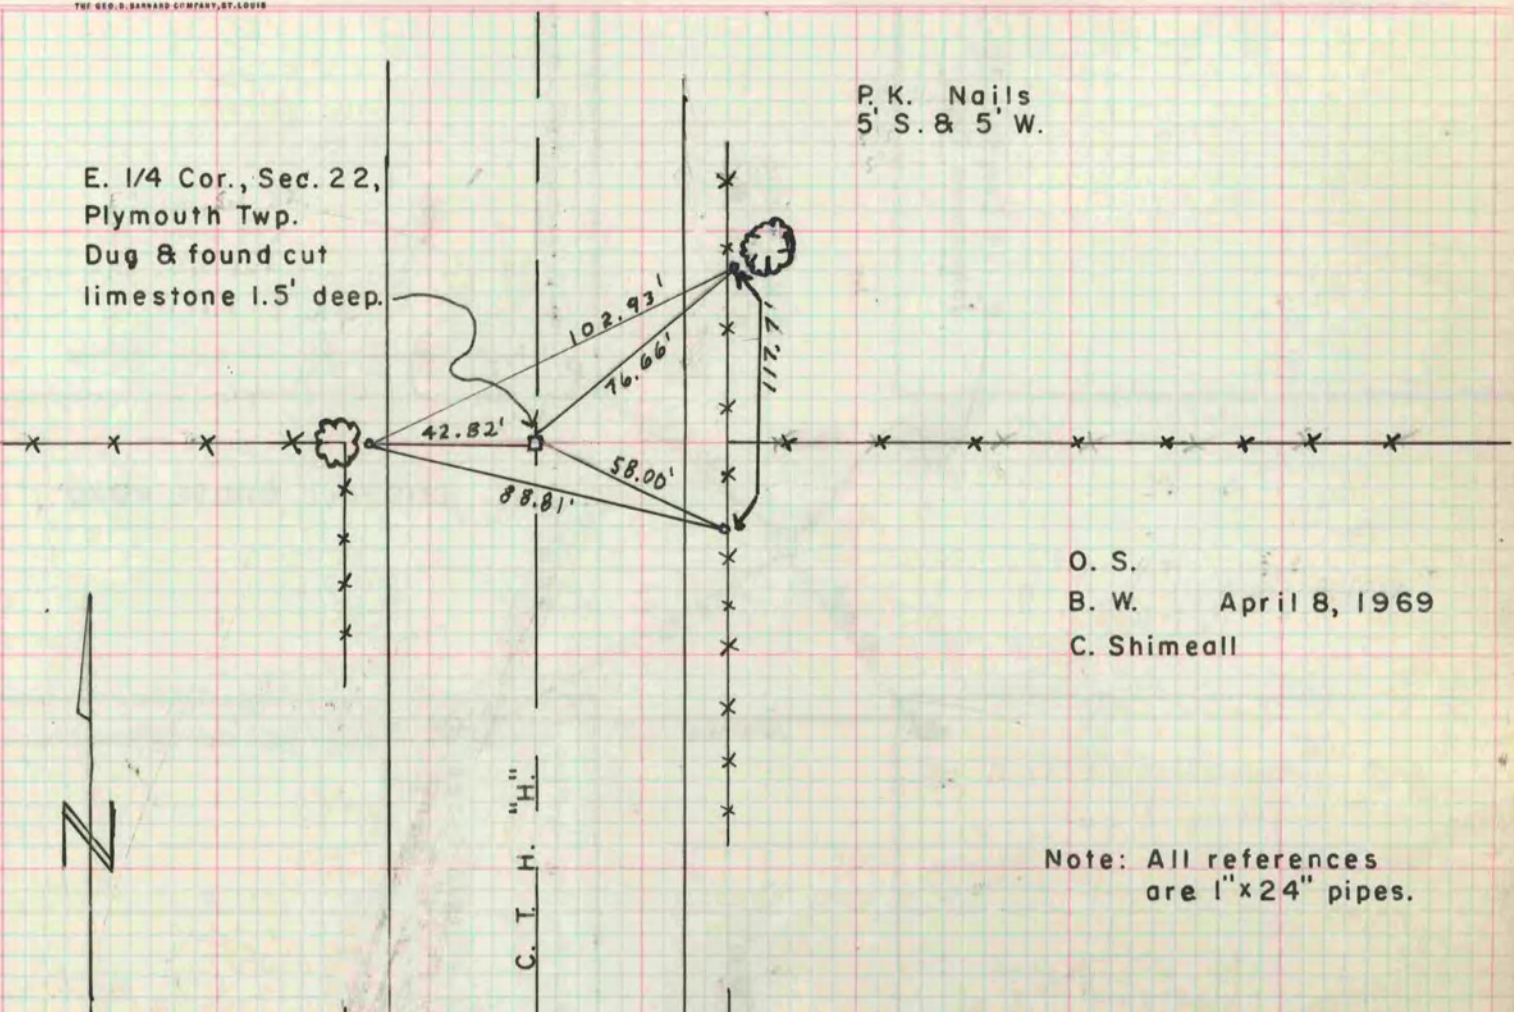 THE GEO. D. BARNARD COMPANY, ST. LOUIS
P. K. Nails
5' S. & 5' W.
E. 1/4 Cor., Sec. 22,
Plymouth Twp.
Dug & found cut
limestone 1.5' deep.
102.93'
76.66'
117.7'
42.82'
58.00'
88.81'
O. S.
B. W. April 8, 1969
C. Shimeall
N
C. T. H. "H"
Note: All references
are 1"x24" pipes.